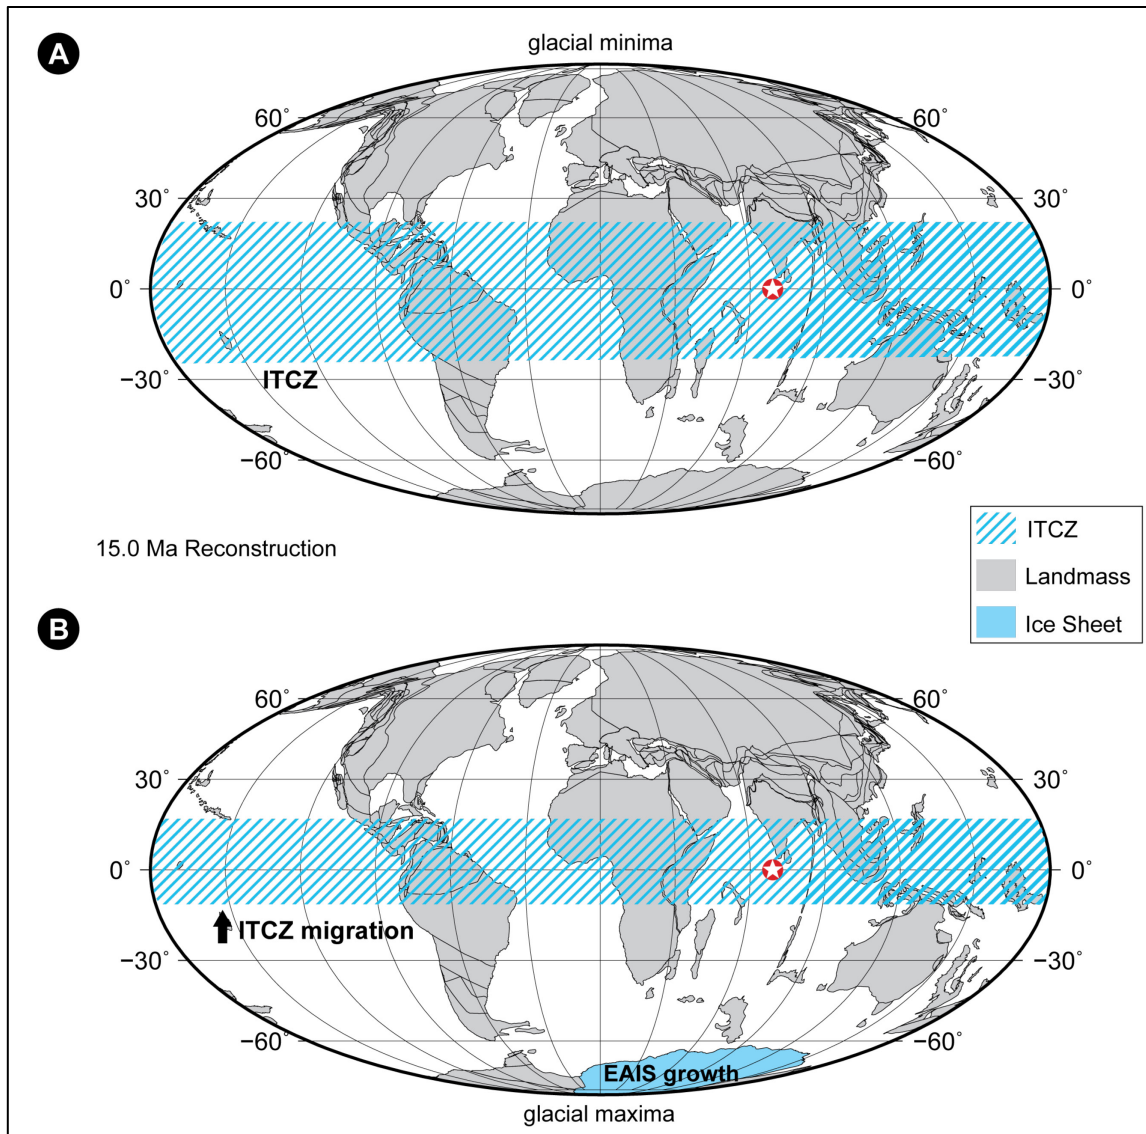 A
glacial minima
60°
60°
30°
30°
0°
0°
ITCZ
−30°
−30°
−60°
−60°
15.0 Ma Reconstruction
ITCZ
Landmass
Ice Sheet
B
60°
60°
30°
30°
0°
0°
ITCZ migration
−30°
−30°
−60°
−60°
EAIS growth
glacial maxima